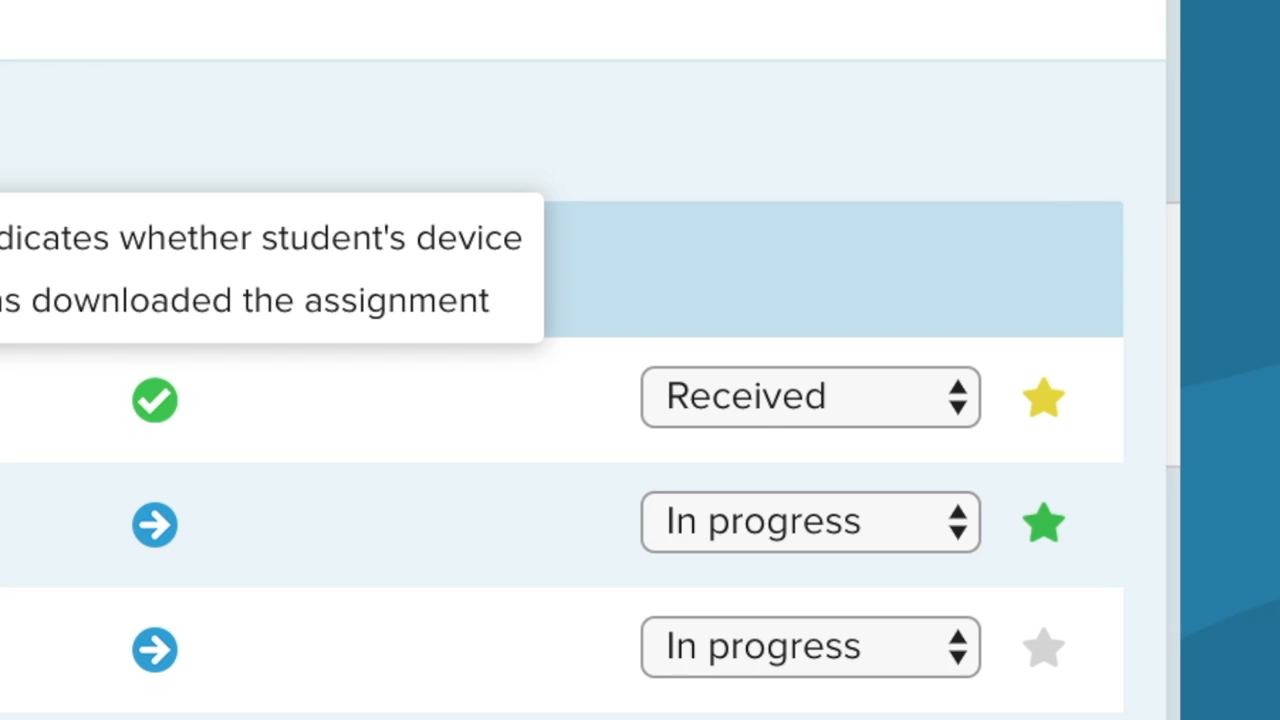 dicates whether student's device
s downloaded the assignment
Received
In progress
In progress